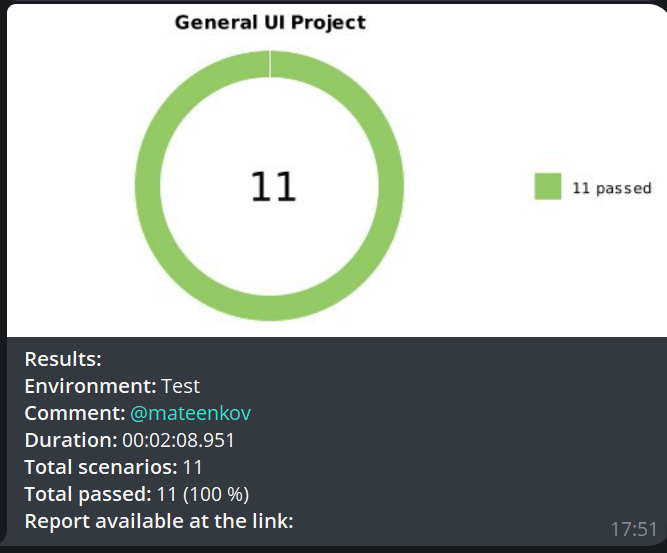 General UI Project
11
11 passed
Results:
Environment: Test
Comment: @mateenkov
Duration: 00:02:08.951
Total scenarios: 11
Total passed: 11 (100 %)
Report available at the link:
17:51